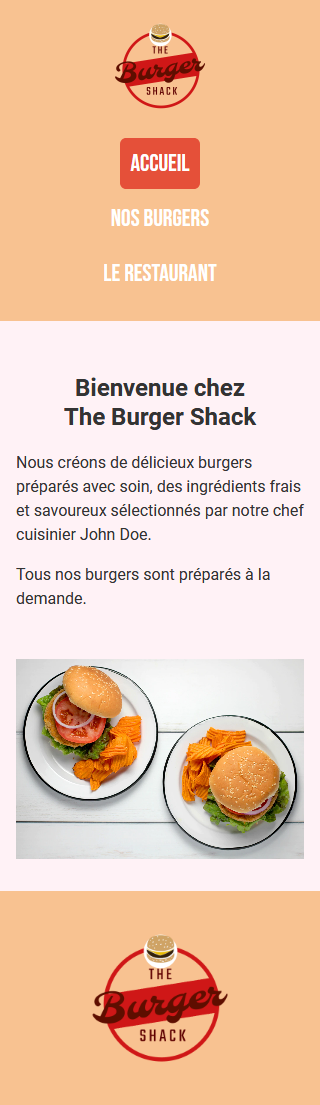 THE
Burger
SHACK
ACCUEIL
NOS BURGERS
LE RESTAURANT
Bienvenue chez
The Burger Shack
Nous créons de délicieux burgers
préparés avec soin, des ingrédients frais
et savoureux sélectionnés par notre chef
cuisinier John Doe.
Tous nos burgers sont préparés à la
demande.
THE
Burger
SHACK